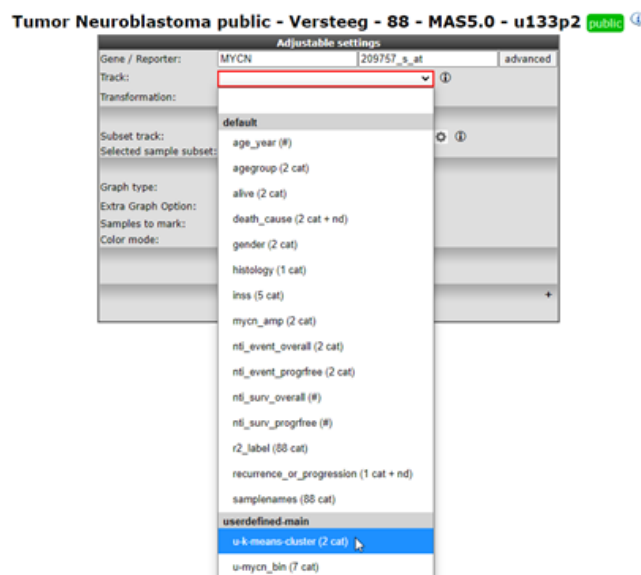 Tumor Neuroblastoma public - Versteeg - 88 - MAS5.0 - u133p2 public
Adjustable settings
Gene / Reporter: MYCN 209757_s_at advanced
Track:
Transformation:
default
Subset track:
age_year (#)
Selected sample subset:
agegroup (2 cat)
Graph type:
alive (2 cat)
Extra Graph Option:
death_cause (2 cat + nd)
Samples to mark:
Color mode:
gender (2 cat)
histology (1 cat)
inss (5 cat)
+
mycn_amp (2 cat)
nti_event_overall (2 cat)
nti_event_progrfree (2 cat)
nti_surv_overall (#)
nti_surv_progrfree (#)
r2_label (88 cat)
recurrence_or_progression (1 cat + nd)
samplenames (88 cat)
userdefined-main
u-k-means-cluster (2 cat)
u-mycn_bin (7 cat)